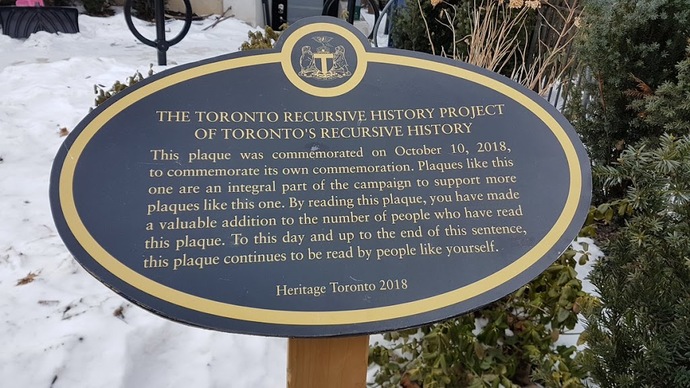 THE TORONTO RECURSIVE HISTORY PROJECT
OF TORONTO'S RECURSIVE HISTORY
This plaque was commemorated on October 10, 2018,
to commemorate its own commemoration. Plaques like this
one are an integral part of the campaign to support more
plaques like this one. By reading this plaque, you have made
a valuable addition to the number of people who have read
this plaque. To this day and up to the end of this sentence,
this plaque continues to be read by people like yourself.
Heritage Toronto 2018